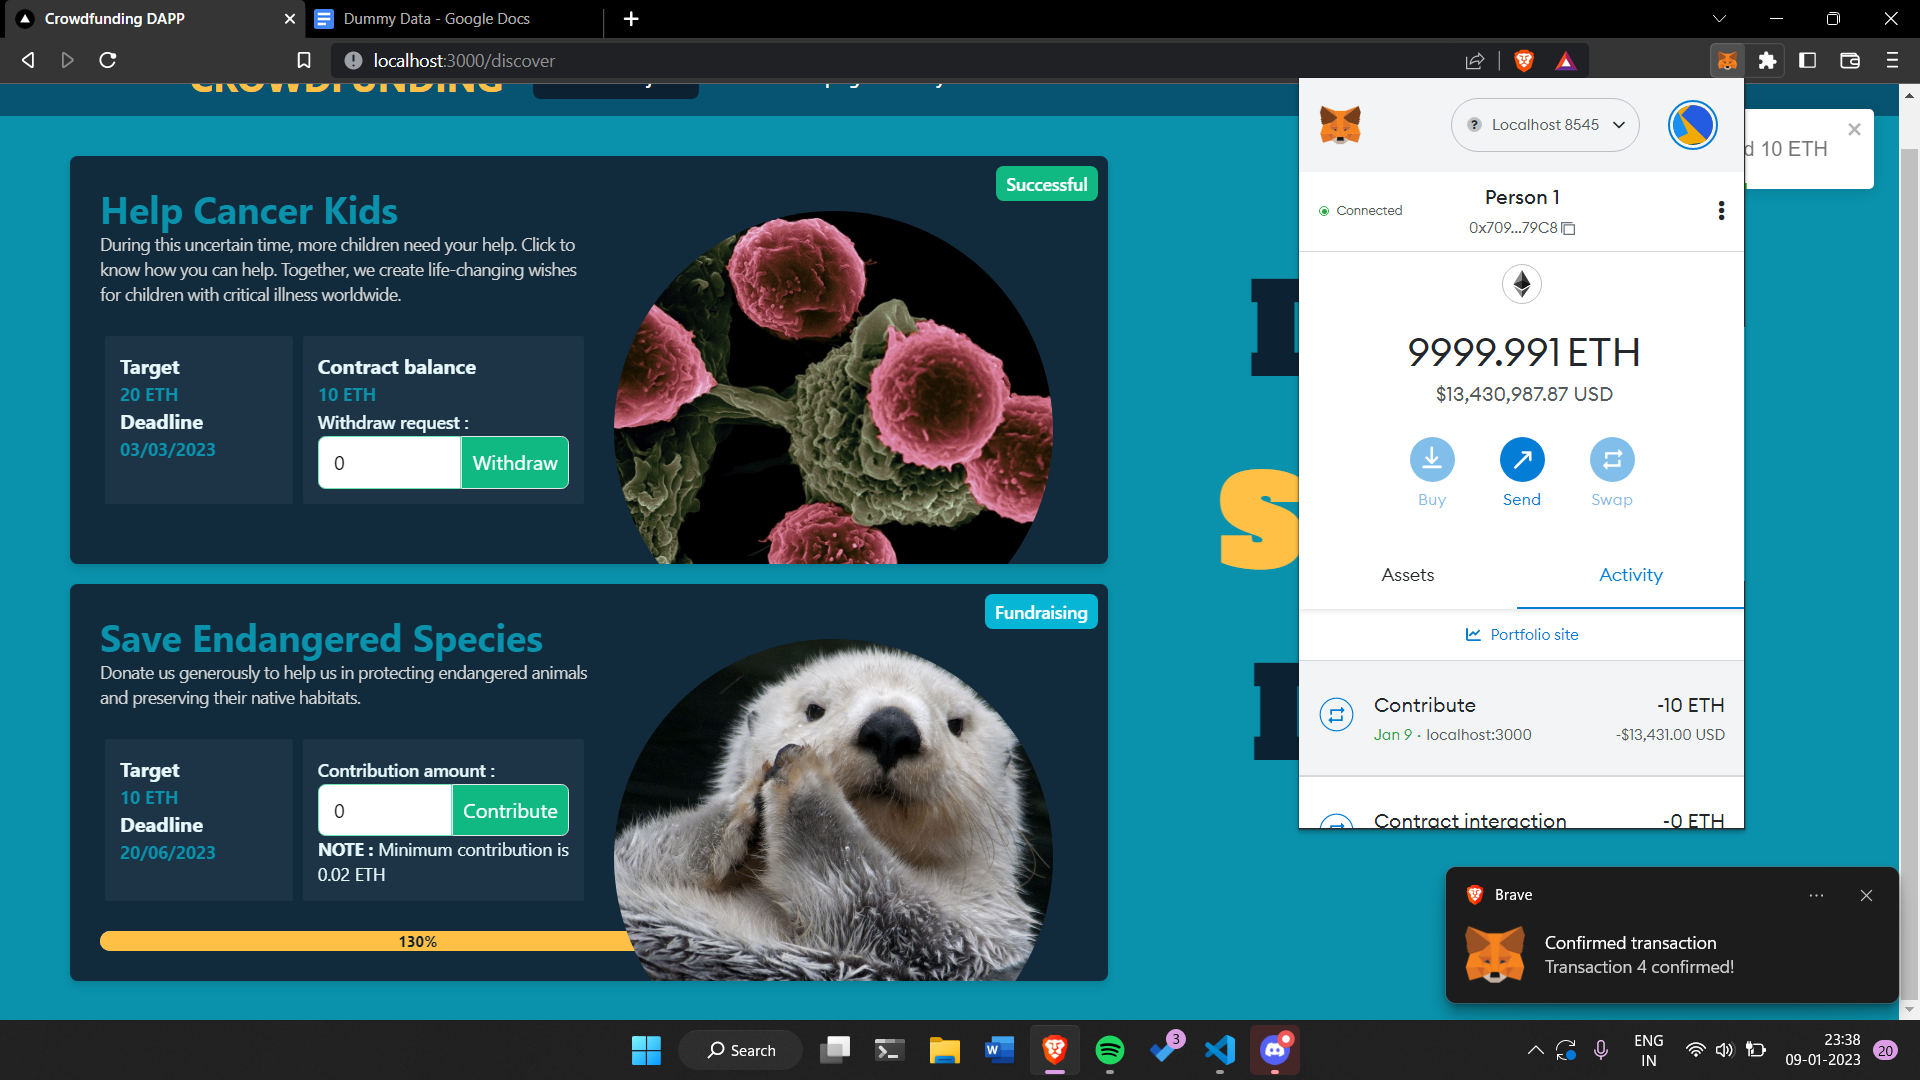 Crowdfunding DAPP
Dummy Data - Google Docs
localhost:3000/discover
CROWDFUNDING
Successful
Help Cancer Kids
During this uncertain time, more children need your help. Click to
know how you can help. Together, we create life-changing wishes
for children with critical illness worldwide.
Target
20 ETH
Deadline
03/03/2023
Contract balance
10 ETH
Withdraw request :
0
Withdraw
Fundraising
Save Endangered Species
Donate us generously to help us in protecting endangered animals
and preserving their native habitats.
Target
10 ETH
Deadline
20/06/2023
Contribution amount :
0
Contribute
NOTE : Minimum contribution is
0.02 ETH
130%
S
Localhost 8545
d 10 ETH
Connected
Person 1
0x709...79C8
9999.991 ETH
$13,430,987.87 USD
Buy
Send
Swap
Assets
Activity
Portfolio site
Contribute
-10 ETH
Jan 9 · localhost:3000
-$13,431.00 USD
Contract interaction
-0 ETH
Brave
Confirmed transaction
Transaction 4 confirmed!
Search
3
ENG
IN
23:38
09-01-2023
20